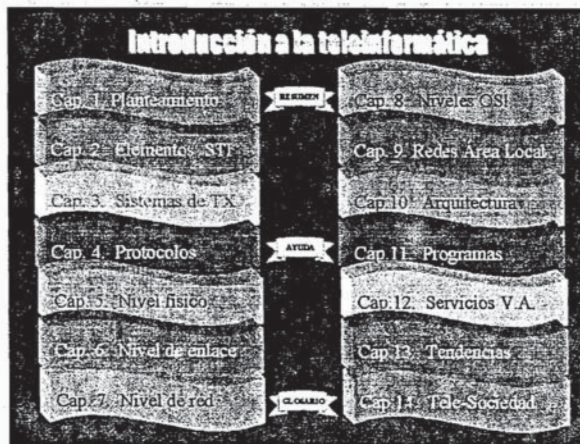 Introducción a la teleinformática
Cap. 1. Planteamiento
Cap. 2. Elementos STI
Cap. 3. Sistemas de TX
Cap. 4. Protocolos
Cap. 5. Nivel físico
Cap. 6. Nivel de enlace
Cap. 7. Nivel de red
RESUMEN
AYUDA
GLOSARIO
Cap. 8. Niveles OSI
Cap. 9. Redes Área Local
Cap.10. Arquitectura
Cap.11. Programas
Cap.12. Servicios V.A.
Cap.13. Tendencias
Cap.14. Tele-Sociedad